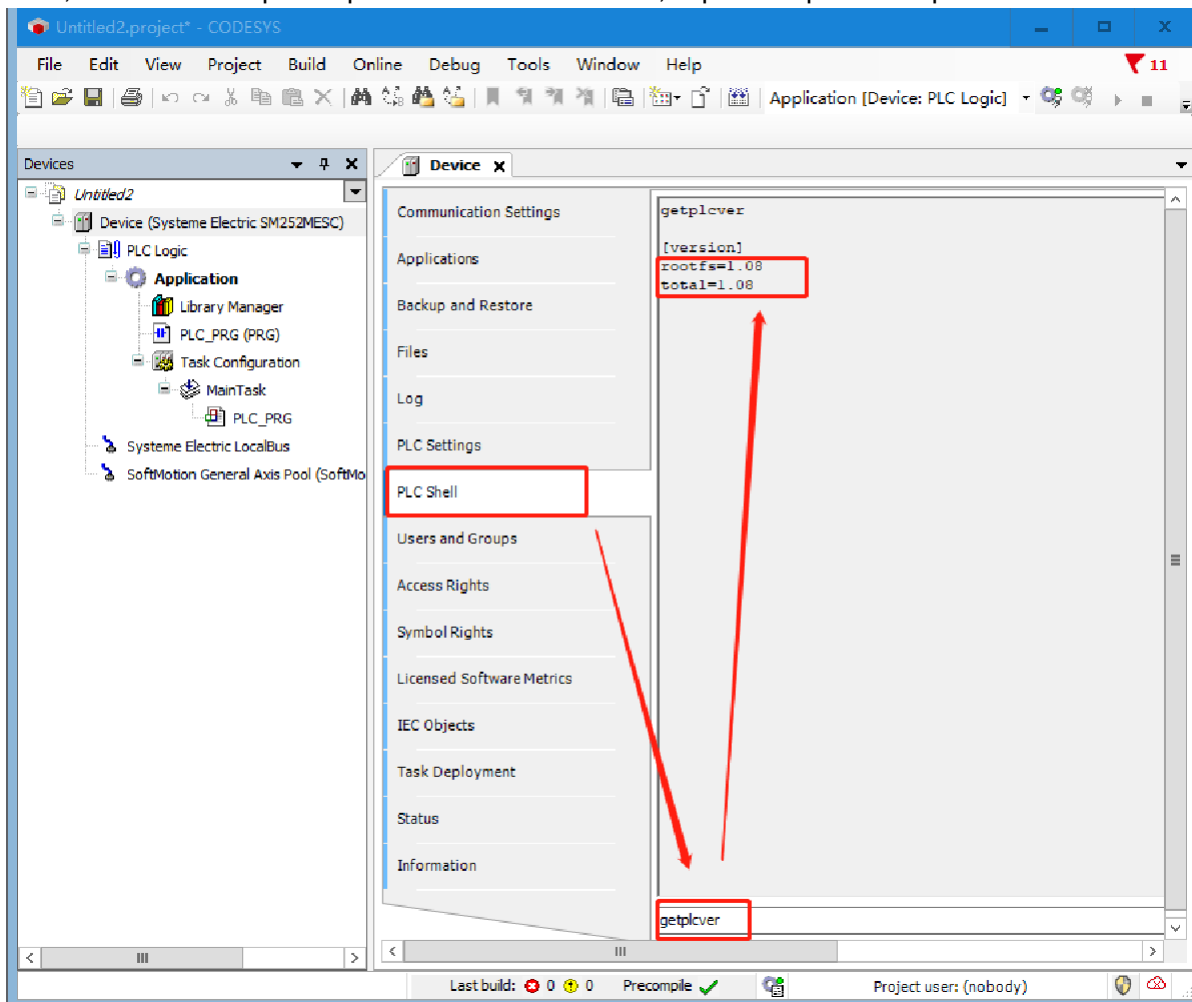 Untitled2.project* - CODESYS
File Edit View Project Build Online Debug Tools Window Help
11
Application [Device: PLC Logic]
Devices
Untitled2
Device (Systeme Electric SM252MESC)
PLC Logic
Application
Library Manager
PLC_PRG (PRG)
Task Configuration
MainTask
PLC_PRG
Systeme Electric LocalBus
SoftMotion General Axis Pool (SoftMo
Device
Communication Settings
Applications
Backup and Restore
Files
Log
PLC Settings
PLC Shell
Users and Groups
Access Rights
Symbol Rights
Licensed Software Metrics
IEC Objects
Task Deployment
Status
Information
getplcver
[version]
rootfs=1.08
total=1.08
getplcver
Last build: 0 0 Precompile Project user: (nobody)